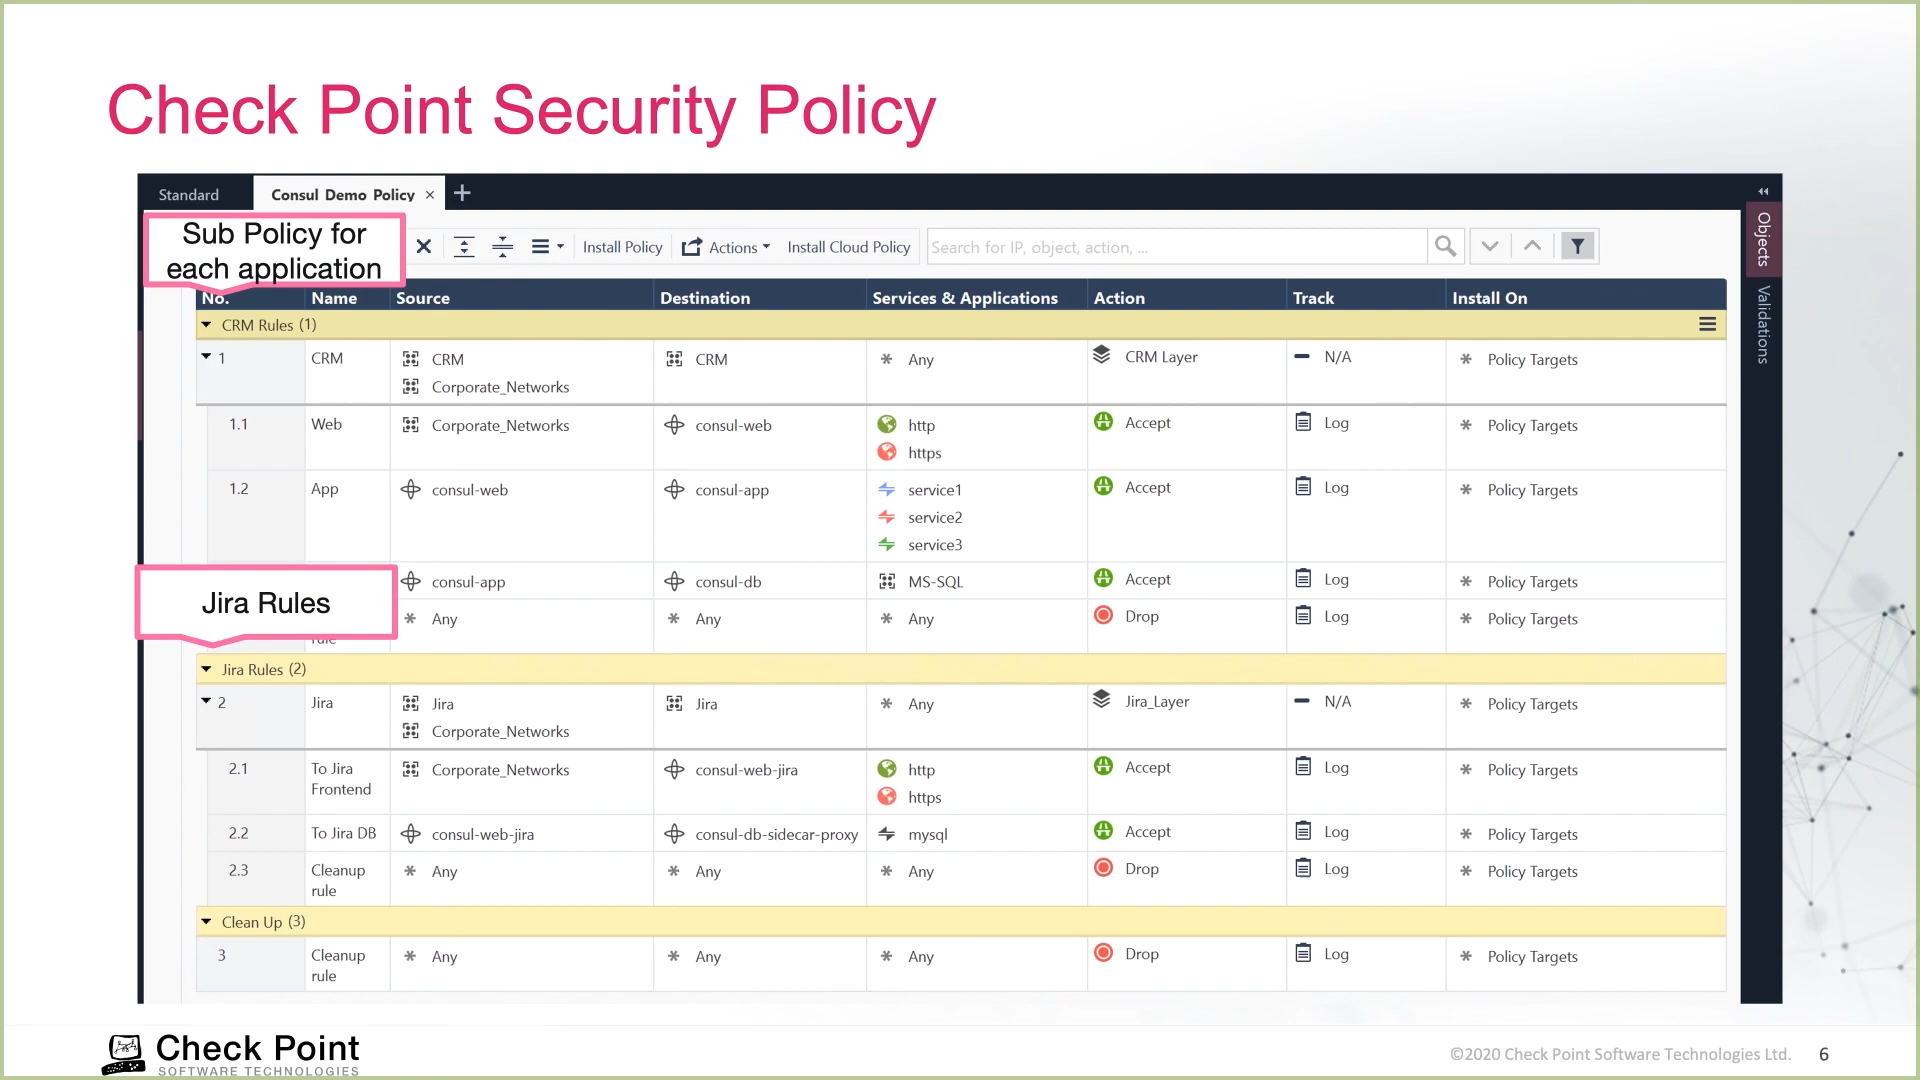 Check Point Security Policy
Standard
Consul Demo Policy
Sub Policy for
each application
Install Policy
Actions
Install Cloud Policy
Search for IP, object, action, ...
Objects
Validations
No. Name Source Destination Services & Applications Action Track Install On
CRM Rules (1)
1 CRM CRM CRM Any CRM Layer N/A Policy Targets
Corporate_Networks
1.1 Web Corporate_Networks consul-web http Accept Log Policy Targets
https
1.2 App consul-web consul-app service1 Accept Log Policy Targets
service2
service3
consul-app consul-db MS-SQL Accept Log Policy Targets
Jira Rules
Any Any Any Drop Log Policy Targets
rule
Jira Rules (2)
2 Jira Jira Jira Any Jira_Layer N/A Policy Targets
Corporate_Networks
2.1 To Jira Corporate_Networks consul-web-jira http Accept Log Policy Targets
Frontend https
2.2 To Jira DB consul-web-jira consul-db-sidecar-proxy mysql Accept Log Policy Targets
2.3 Cleanup Any Any Any Drop Log Policy Targets
rule
Clean Up (3)
3 Cleanup Any Any Any Drop Log Policy Targets
rule
Check Point
SOFTWARE TECHNOLOGIES
©2020 Check Point Software Technologies Ltd. 6